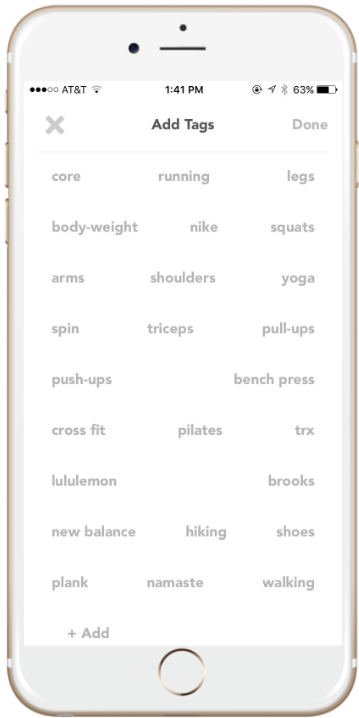 AT&T 1:41 PM 63%
Add Tags Done
core running legs
body-weight nike squats
arms shoulders yoga
spin triceps pull-ups
push-ups bench press
cross fit pilates trx
lululemon brooks
new balance hiking shoes
plank namaste walking
+ Add